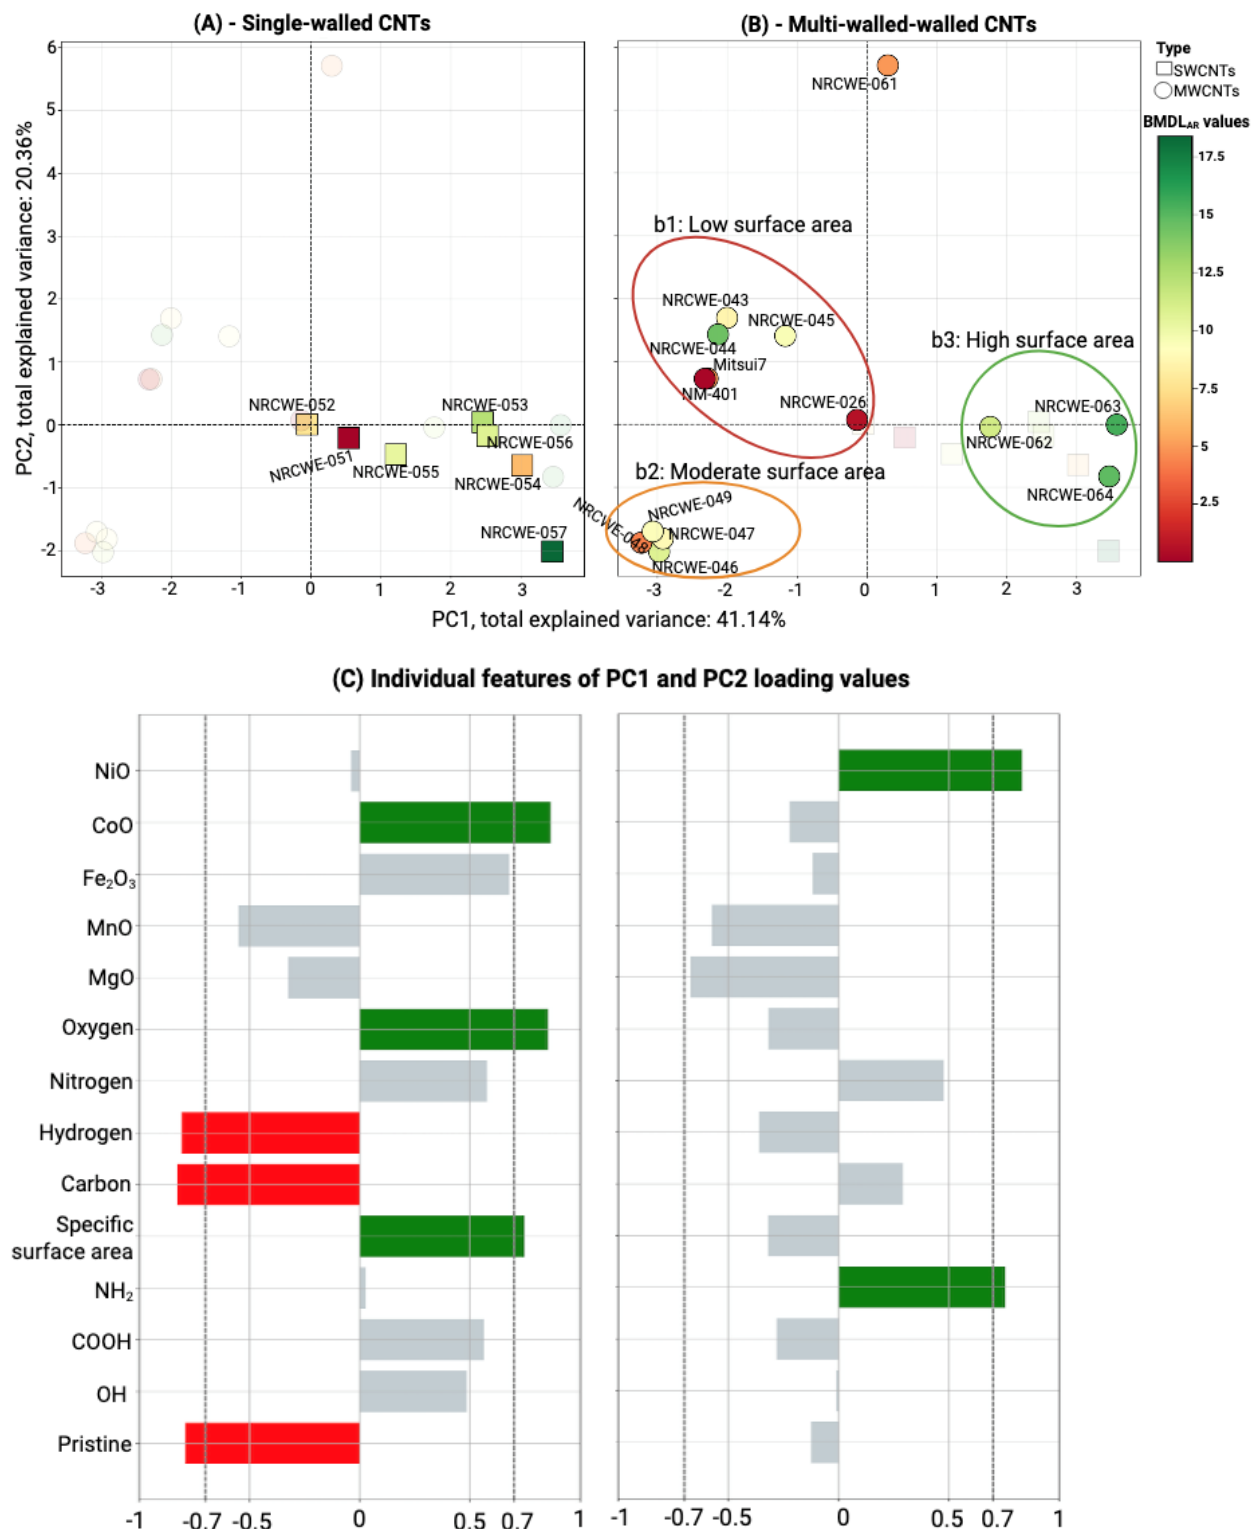 (A) - Single-walled CNTs
(B) - Multi-walled-walled CNTs
PC2, total explained variance: 20.36%
6
5
4
3
2
1
0
-1
-2
NRCWE-052
NRCWE-051
NRCWE-055
NRCWE-053
NRCWE-056
NRCWE-054
NRCWE-057
-3
-2
-1
0
1
2
3
NRCWE-061
b1: Low surface area
NRCWE-043
NRCWE-045
NRCWE-044
Mitsui7
NM-401
NRCWE-026
b2: Moderate surface area
NRCWE-049
NRCWE-048
NRCWE-047
NRCWE-046
b3: High surface area
NRCWE-063
NRCWE-062
NRCWE-064
-3
-2
-1
0
1
2
3
PC1, total explained variance: 41.14%
Type
SWCNTs
MWCNTs
BMDLAR values
17.5
15
12.5
10
7.5
5
2.5
(C) Individual features of PC1 and PC2 loading values
NiO
CoO
Fe₂O₃
MnO
MgO
Oxygen
Nitrogen
Hydrogen
Carbon
Specific
surface area
NH₂
COOH
OH
Pristine
-1 -0.7 -0.5 0 0.5 0.7 1
-1 -0.7 -0.5 0 0.5 0.7 1